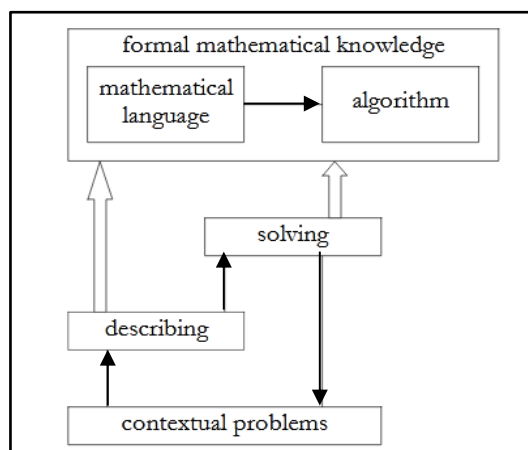 formal mathematical knowledge
mathematical
language
algorithm
solving
describing
contextual problems